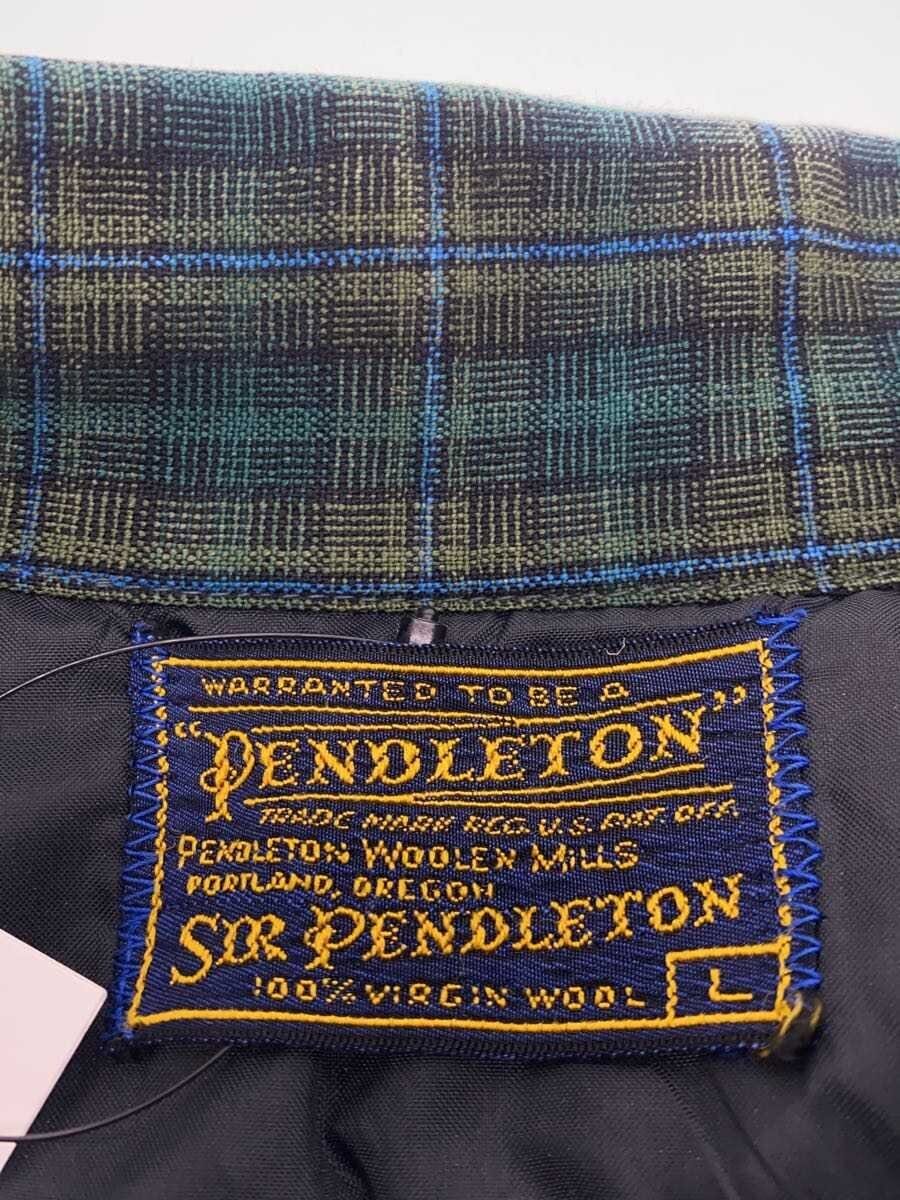 WARRANTED TO BE A
"PENDLETON"
TRADE MARK REG. U.S. PAT. OFF.
PENDLETON WOOLEN MILLS
PORTLAND, OREGON
SIR PENDLETON
100% VIRGIN WOOL
L